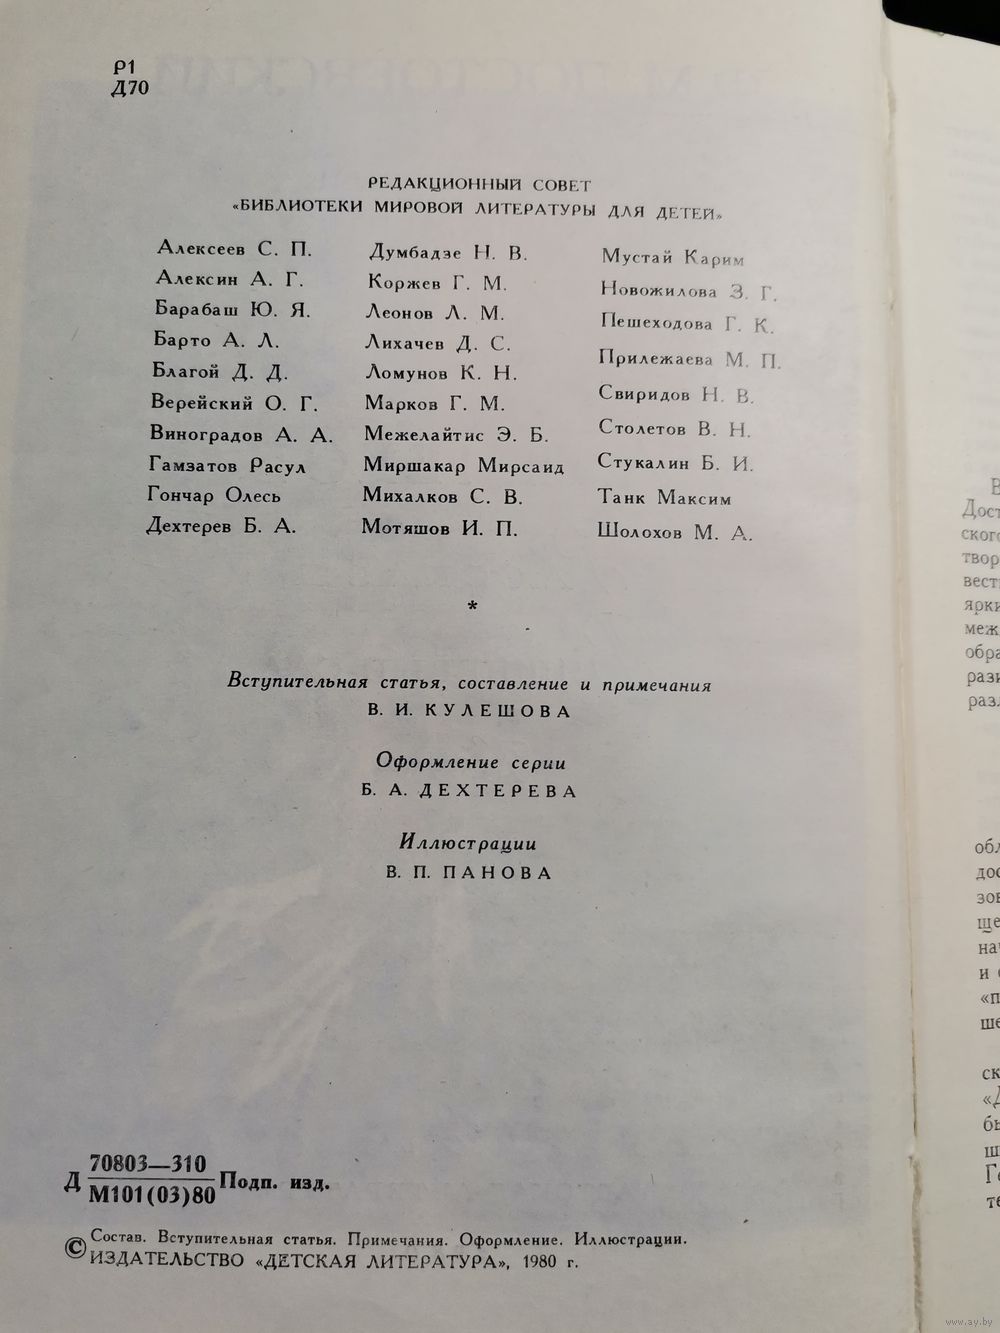 Р1
Д70
РЕДАКЦИОННЫЙ СОВЕТ
«БИБЛИОТЕКИ МИРОВОЙ ЛИТЕРАТУРЫ ДЛЯ ДЕТЕЙ»
Алексеев С. П.
Алексин А. Г.
Барабаш Ю. Я.
Барто А. Л.
Благой Д. Д.
Верейский О. Г.
Виноградов А. А.
Гамзатов Расул
Гончар Олесь
Дехтерев Б. А.
Думбадзе Н. В.
Коржев Г. М.
Леонов Л. М.
Лихачев Д. С.
Ломунов К. Н.
Марков Г. М.
Межелайтис Э. Б.
Миршакар Мирсаид
Михалков С. В.
Мотяшов И. П.
Мустай Карим
Новожилова З. Г.
Пешеходова Г. К.
Прилежаева М. П.
Свиридов Н. В.
Столетов В. Н.
Стукалин Б. И.
Танк Максим
Шолохов М. А.
*
Вступительная статья, составление и примечания
В. И. КУЛЕШОВА
Оформление серии
Б. А. ДЕХТЕРЕВА
Иллюстрации
В. П. ПАНОВА
Д 70803—310
М101(03)80 Подп. изд.
© Состав. Вступительная статья. Примечания. Оформление. Иллюстрации.
ИЗДАТЕЛЬСТВО «ДЕТСКАЯ ЛИТЕРАТУРА», 1980 г.
www.ay.by